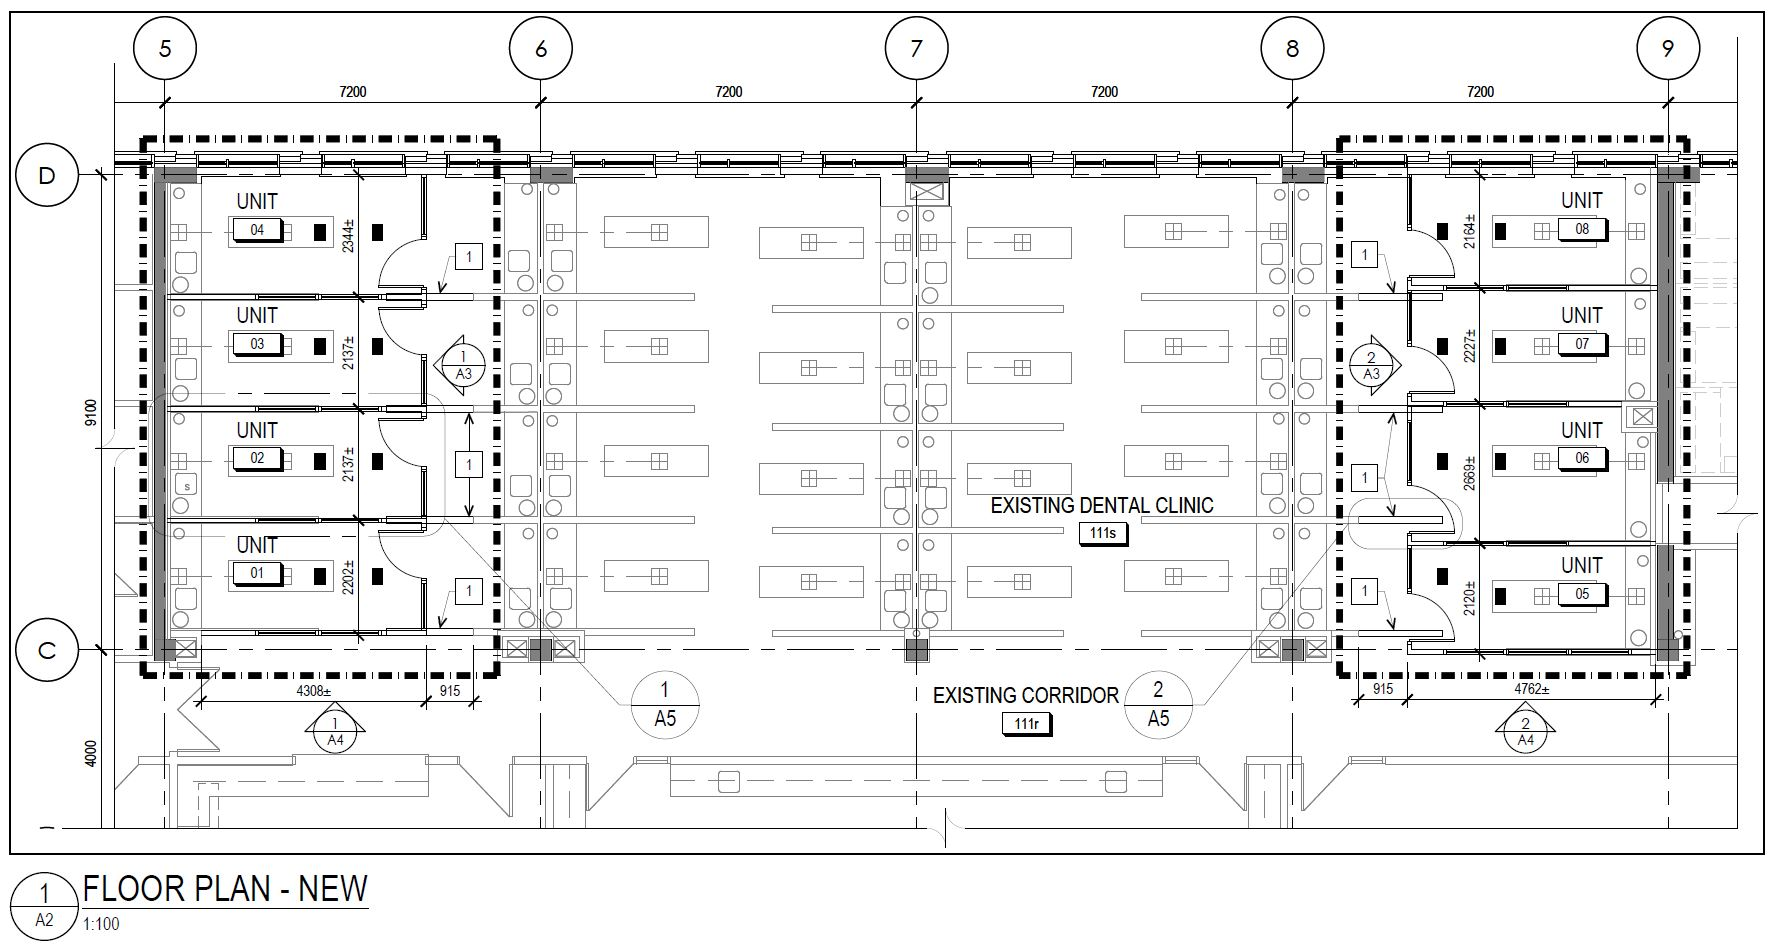 5 6 7 8 9
7200 7200 7200 7200
D
C
9100
4000
UNIT
04
2344±
1
UNIT
03
2137±
1
A3
UNIT
02
2137±
1
S
UNIT
01
2202±
1
4308± 915
1
A4
1
A5
EXISTING DENTAL CLINIC
111s
EXISTING CORRIDOR
111r
2
A5
UNIT
08
2164±
1
UNIT
07
2227±
2
A3
UNIT
06
2669±
1
UNIT
05
2120±
1
915 4762±
2
A4
1
A2
FLOOR PLAN - NEW
1:100